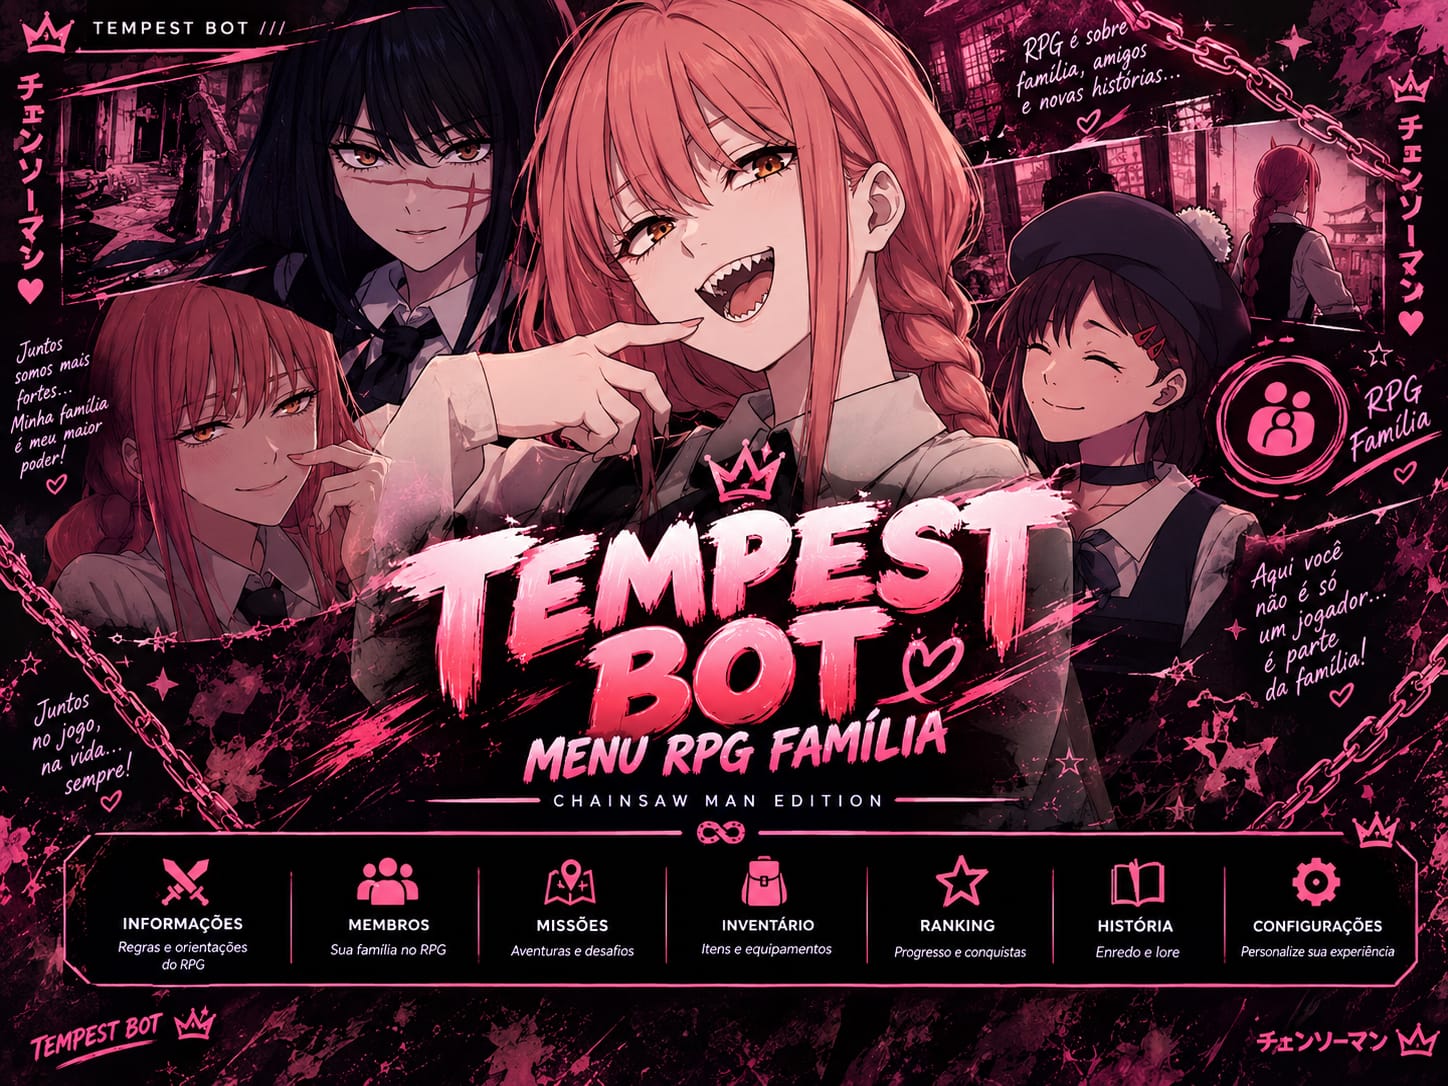 TEMPEST BOT ///
チェンソーマン
RPG é sobre
família, amigos
e novas histórias...
チェンソーマン
Juntos
somos mais
fortes...
Minha família
é meu maior
poder!
RPG
Família
TEMPEST
BOT
MENU RPG FAMÍLIA
CHAINSAW MAN EDITION
Aqui você
não é só
um jogador...
é parte
da família!
Juntos
no jogo,
na vida...
sempre!
INFORMAÇÕES
Regras e orientações
do RPG
MEMBROS
Sua família no RPG
MISSÕES
Aventuras e desafios
INVENTÁRIO
Itens e equipamentos
RANKING
Progresso e conquistas
HISTÓRIA
Enredo e lore
CONFIGURAÇÕES
Personalize sua experiência
TEMPEST BOT
チェンソーマン